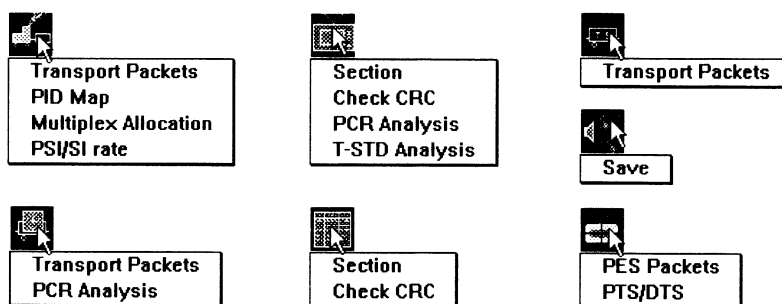 Transport Packets
PID Map
Multiplex Allocation
PSI/SI rate
Section
Check CRC
PCR Analysis
T-STD Analysis
Transport Packets
Save
Transport Packets
PCR Analysis
Section
Check CRC
PES Packets
PTS/DTS